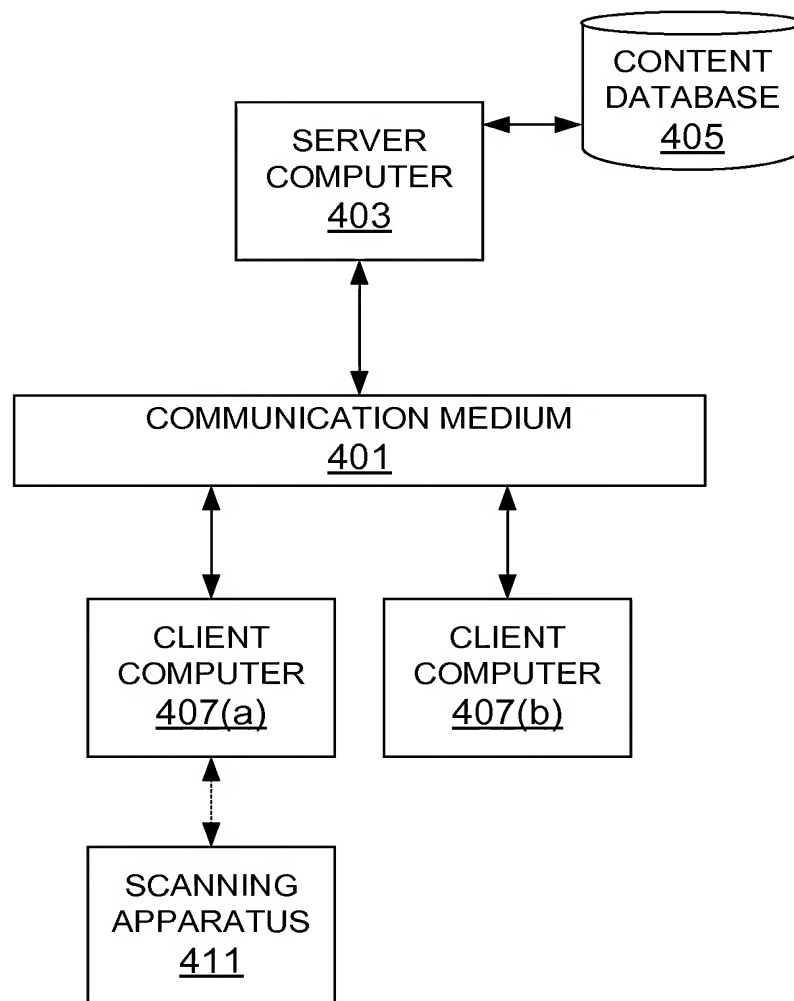 CONTENT
DATABASE
405
SERVER
COMPUTER
403
COMMUNICATION MEDIUM
401
CLIENT
COMPUTER
407(a)
CLIENT
COMPUTER
407(b)
SCANNING
APPARATUS
411